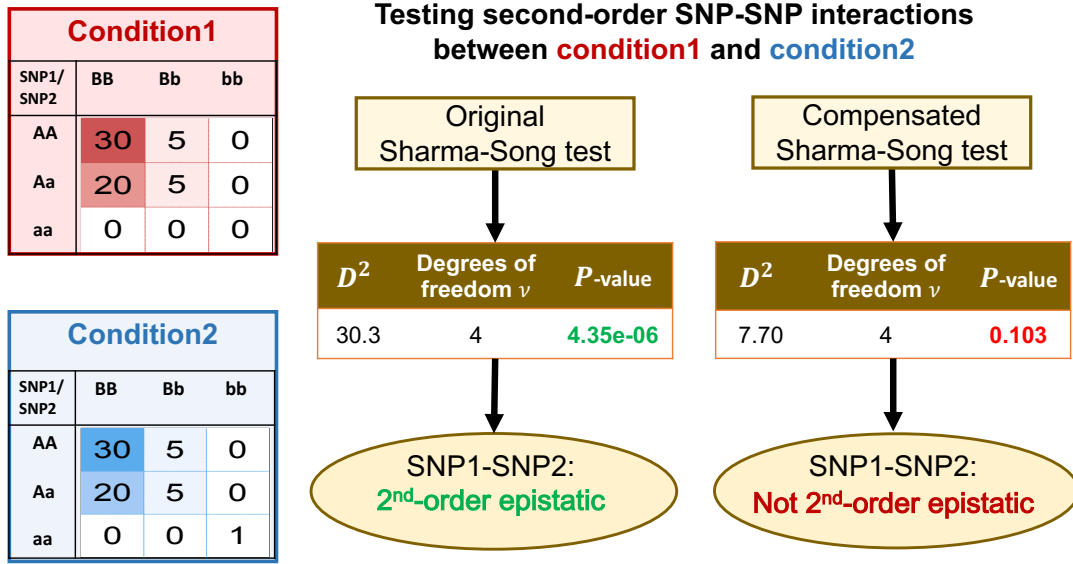 Testing second-order SNP-SNP interactions
between condition1 and condition2
Condition1
SNP1/ BB Bb bb
SNP2
AA 30 5 0
Aa 20 5 0
aa 0 0 0
Condition2
SNP1/ BB Bb bb
SNP2
AA 30 5 0
Aa 20 5 0
aa 0 0 1
Original
Sharma-Song test
D² Degrees of freedom ν P-value
30.3 4 4.35e-06
SNP1-SNP2:
2nd-order epistatic
Compensated
Sharma-Song test
D² Degrees of freedom ν P-value
7.70 4 0.103
SNP1-SNP2:
Not 2nd-order epistatic